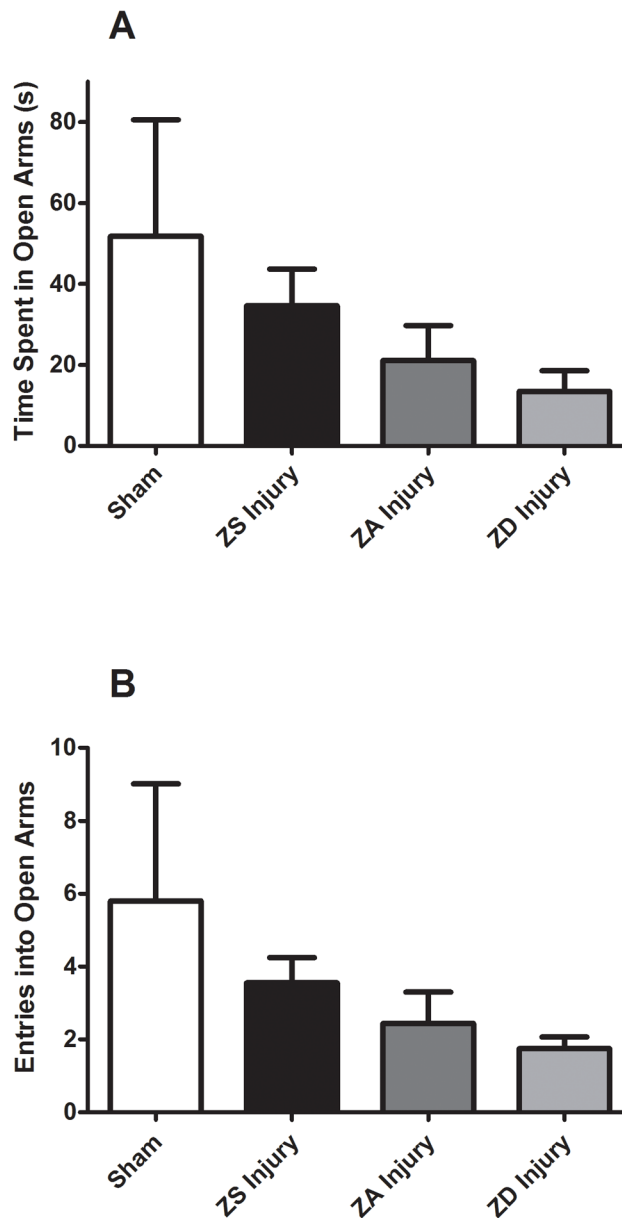 A
Time Spent in Open Arms (s)
80
60
40
20
0
Sham
ZS Injury
ZA Injury
ZD Injury
B
Entries into Open Arms
10
8
6
4
2
0
Sham
ZS Injury
ZA Injury
ZD Injury